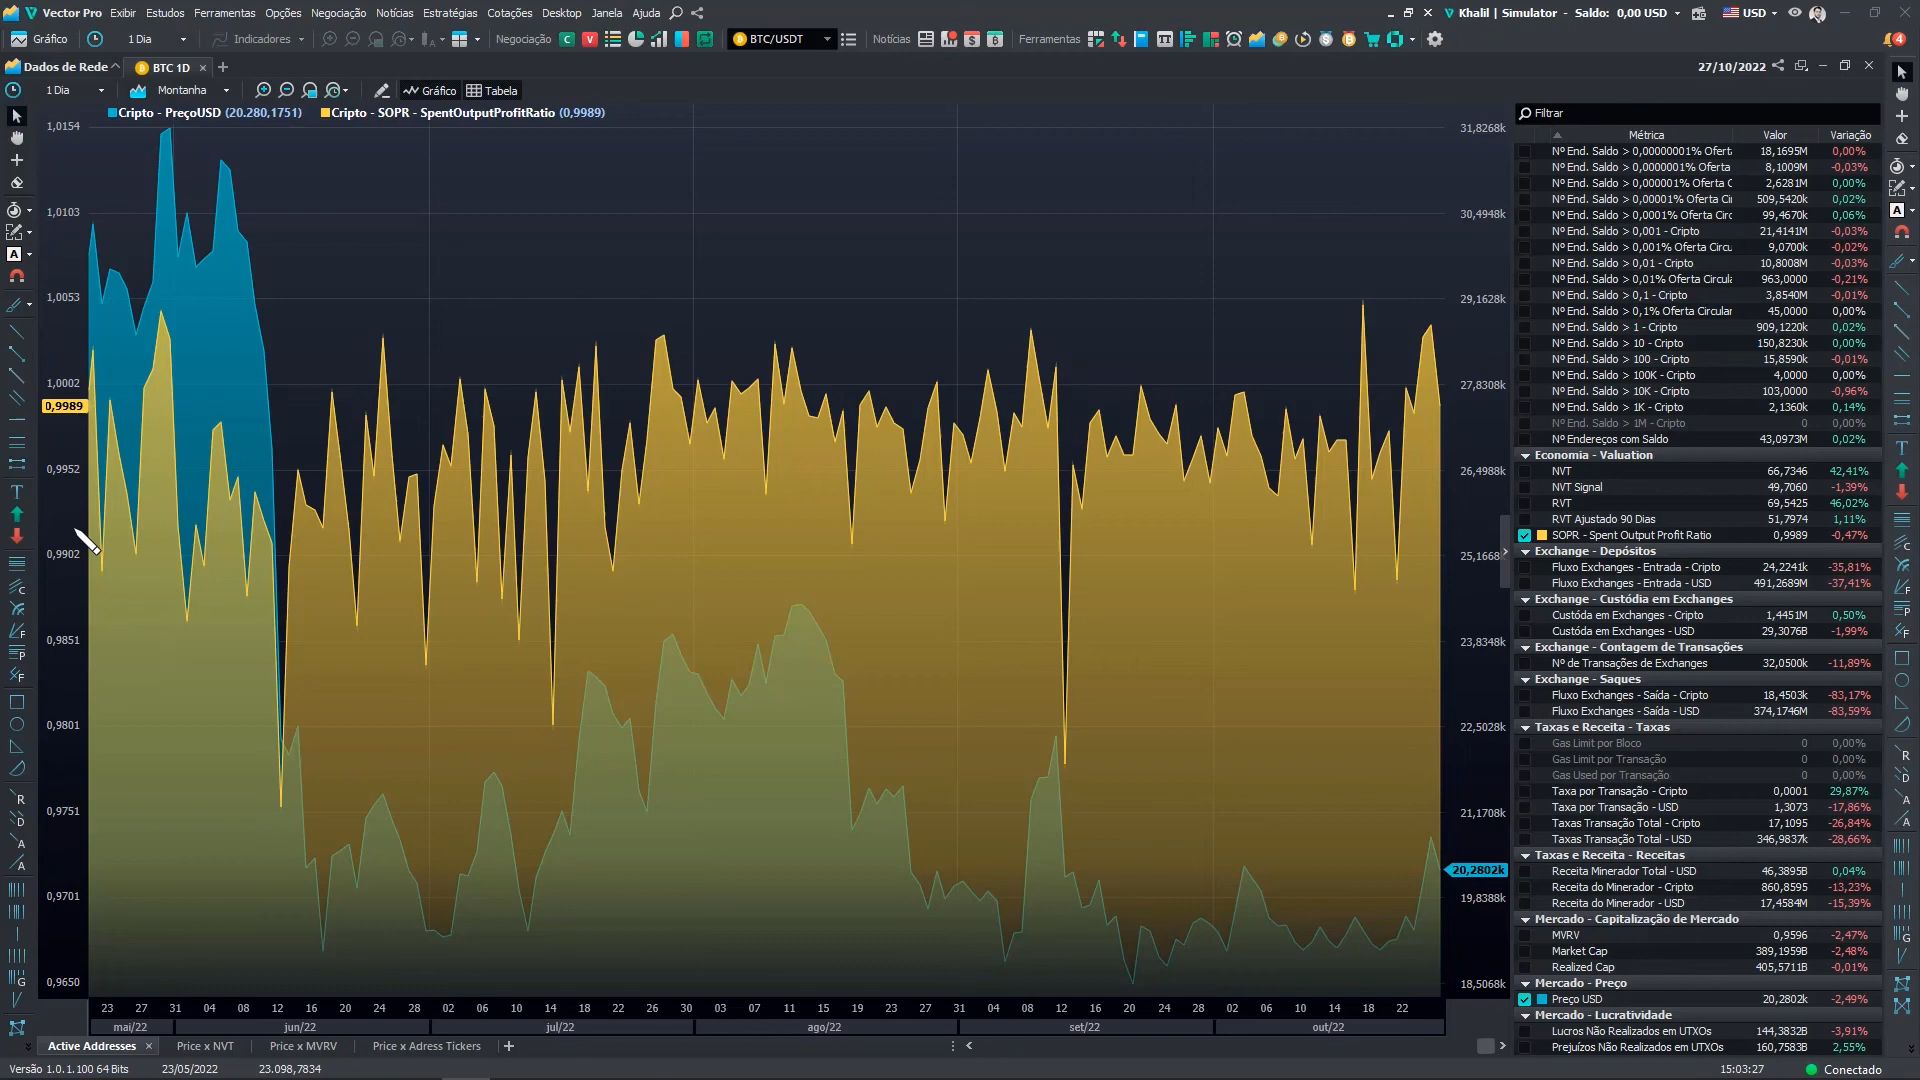 Vector Pro Exibir Estudos Ferramentas Opções Negociação Notícias Estratégias Cotações Desktop Janela Ajuda
Khalil | Simulator - Saldo: 0,00 USD USD
Gráfico 1 Dia Indicadores Negociação C V BTC/USDT Notícias Ferramentas 4
Dados de Rede BTC 1D × + 27/10/2022
1 Dia Montanha Gráfico Tabela
Cripto - PreçoUSD (20.280,1751) Cripto - SOPR - SpentOutputProfitRatio (0,9989)
1,0154
1,0103
1,0053
1,0002
0,9989
0,9952
0,9902
0,9851
0,9801
0,9751
0,9701
0,9650
31,8268k
30,4948k
29,1628k
27,8308k
26,4988k
25,1668k
23,8348k
22,5028k
21,1708k
20,2802k
19,8388k
18,5068k
23 27 31 04 08 12 16 20 24 28 02 06 10 14 18 22 26 30 03 07 11 15 19 23 27 31 04 08 12 16 20 24 28 02 06 10 14 18 22
mai/22 jun/22 jul/22 ago/22 set/22 out/22
Filtrar
Métrica Valor Variação
Nº End. Saldo > 0,00000001% Ofert 18,1695M 0,00%
Nº End. Saldo > 0,0000001% Oferta 8,1009M -0,03%
Nº End. Saldo > 0,000001% Oferta C 2,6281M 0,00%
Nº End. Saldo > 0,00001% Oferta Ci 509,5420k 0,02%
Nº End. Saldo > 0,0001% Oferta Circ 99,4670k 0,06%
Nº End. Saldo > 0,001 - Cripto 21,4141M -0,03%
Nº End. Saldo > 0,001% Oferta Circu 9,0700k -0,02%
Nº End. Saldo > 0,01 - Cripto 10,8008M -0,03%
Nº End. Saldo > 0,01% Oferta Circula 963,0000 -0,21%
Nº End. Saldo > 0,1 - Cripto 3,8540M -0,01%
Nº End. Saldo > 0,1% Oferta Circular 45,0000 0,00%
Nº End. Saldo > 1 - Cripto 909,1220k 0,02%
Nº End. Saldo > 10 - Cripto 150,8230k 0,00%
Nº End. Saldo > 100 - Cripto 15,8590k -0,01%
Nº End. Saldo > 100K - Cripto 4,0000 0,00%
Nº End. Saldo > 10K - Cripto 103,0000 -0,96%
Nº End. Saldo > 1K - Cripto 2,1360k 0,14%
Nº End. Saldo > 1M - Cripto 0 0,00%
Nº Endereços com Saldo 43,0973M 0,02%
Economia - Valuation
NVT 66,7346 42,41%
NVT Signal 49,7060 -1,39%
RVT 69,5425 46,02%
RVT Ajustado 90 Dias 51,7974 1,11%
SOPR - Spent Output Profit Ratio 0,9989 -0,47%
Exchange - Depósitos
Fluxo Exchanges - Entrada - Cripto 24,2241k -35,81%
Fluxo Exchanges - Entrada - USD 491,2689M -37,41%
Exchange - Custódia em Exchanges
Custóda em Exchanges - Cripto 1,4451M 0,50%
Custóda em Exchanges - USD 29,3076B -1,99%
Exchange - Contagem de Transações
Nº de Transações de Exchanges 32,0500k -11,89%
Exchange - Saques
Fluxo Exchanges - Saída - Cripto 18,4503k -83,17%
Fluxo Exchanges - Saída - USD 374,1746M -83,59%
Taxas e Receita - Taxas
Gas Limit por Bloco 0 0,00%
Gas Limit por Transação 0 0,00%
Gas Used por Transação 0 0,00%
Taxa por Transação - Cripto 0,0001 29,87%
Taxa por Transação - USD 1,3073 -17,86%
Taxas Transação Total - Cripto 17,1095 -26,84%
Taxas Transação Total - USD 346,9837k -28,66%
Taxas e Receita - Receitas
Receita Minerador Total - USD 46,3895B 0,04%
Receita do Minerador - Cripto 860,8595 -13,23%
Receita do Minerador - USD 17,4584M -15,39%
Mercado - Capitalização de Mercado
MVRV 0,9596 -2,47%
Market Cap 389,1959B -2,48%
Realized Cap 405,5711B -0,01%
Mercado - Preço
Preço USD 20,2802k -2,49%
Mercado - Lucratividade
Lucros Não Realizados em UTXOs 144,3832B -3,91%
Prejuízos Não Realizados em UTXOs 160,7583B 2,55%
Active Addresses × Price x NVT Price x MVRV Price x Adress Tickers +
Versão 1.0.1.100 64 Bits 23/05/2022 23.098,7834 15:03:27 Conectado